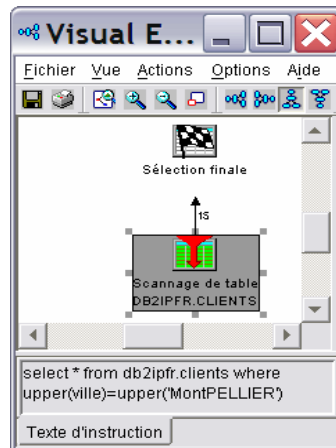 Visual E...
Fichier Vue Actions Options Aide
Sélection finale
1S
Scannage de table
DB2IPFR.CLIENTS
select * from db2ipfr.clients where
upper(ville)=upper('MontPELLIER')
Texte d'instruction